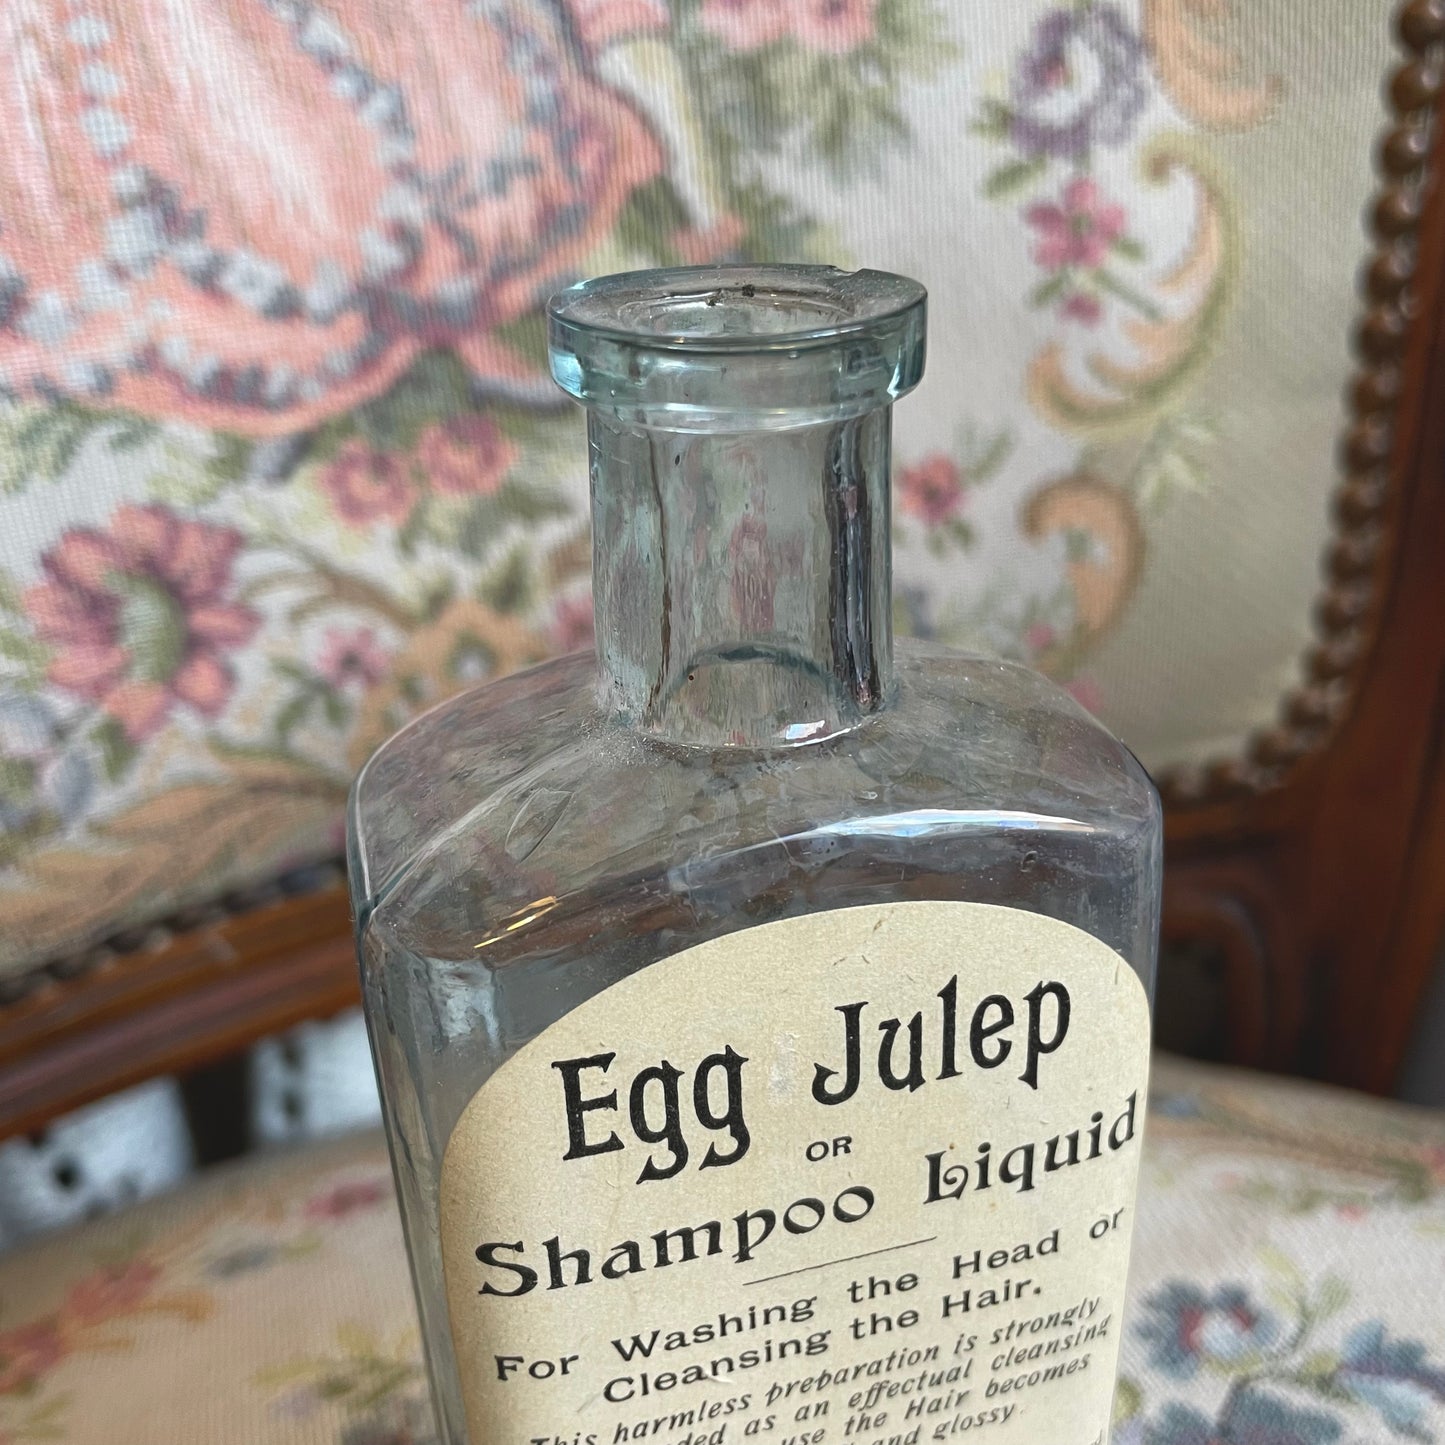 Egg Julep
OR
Shampoo Liquid
For Washing the Head or
Cleansing the Hair.
This harmless preparation is strongly
as an effectual cleansing
use the Hair becomes
and glossy